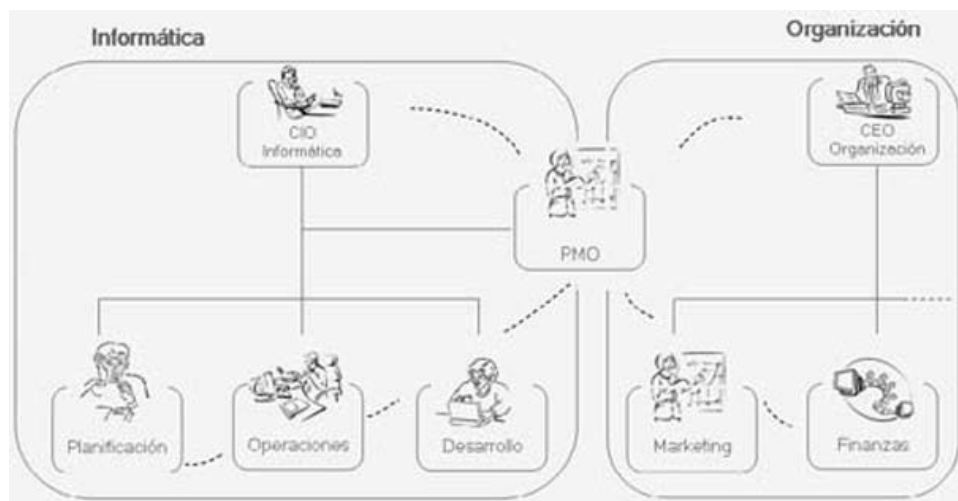 Informática
Organización
CIO
Informática
CEO
Organización
PMO
Planificación
Operaciones
Desarrollo
Marketing
Finanzas